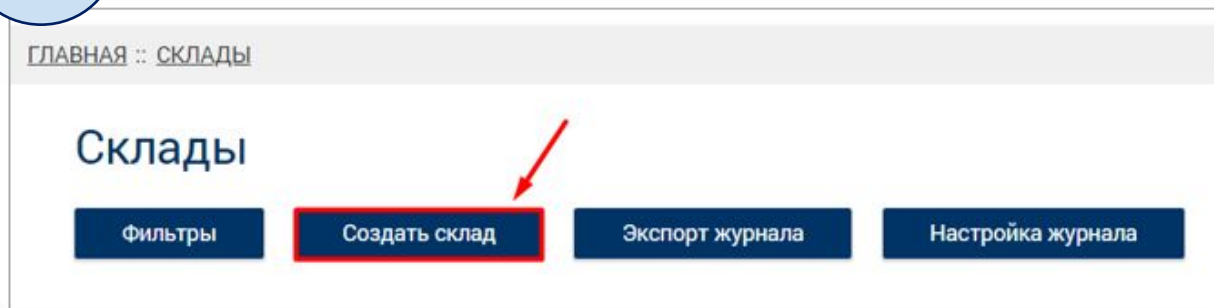 ГЛАВНАЯ :: СКЛАДЫ
Склады
Фильтры Создать склад Экспорт журнала Настройка журнала